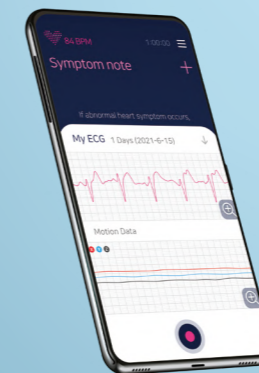 84 BPM 1:00:00
Symptom note
If abnormal heart symptom occurs,
My ECG 1 Days (2021-6-15)
Motion Data